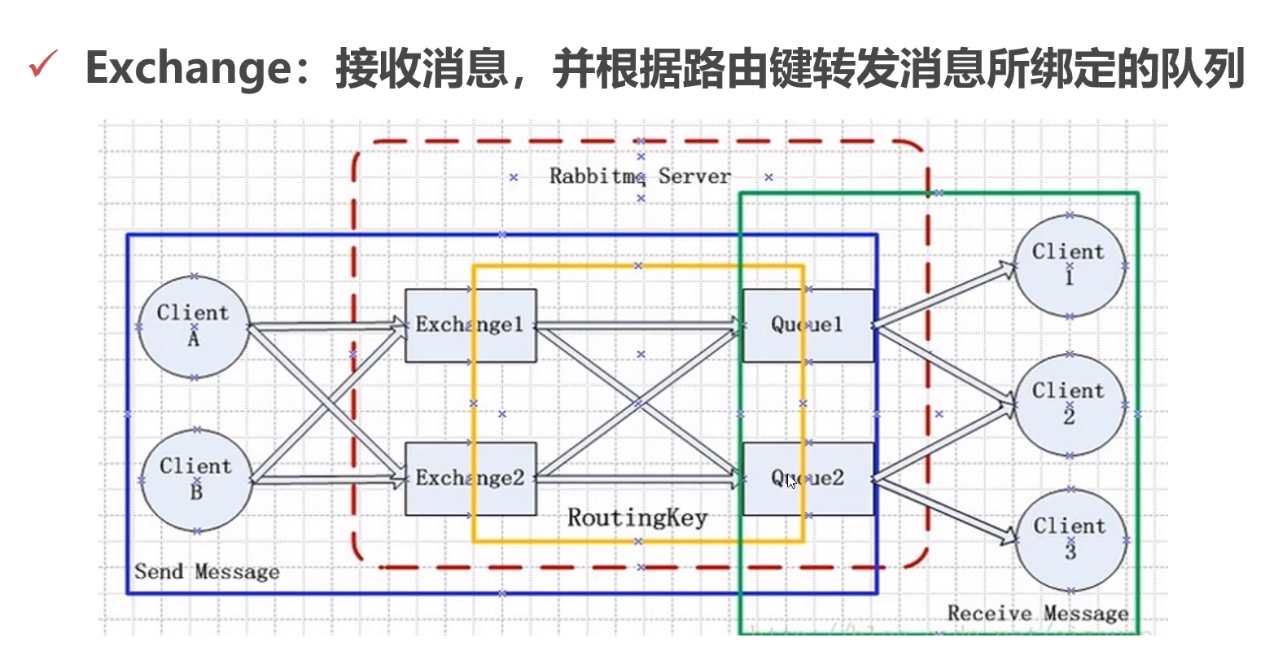 Exchange：接收消息，并根据路由键转发消息所绑定的队列
Rabbitmq Server
Client A
Exchange1
Queue1
Client 1
Client 2
Client B
Exchange2
Queue2
RoutingKey
Client 3
Send Message
Receive Message